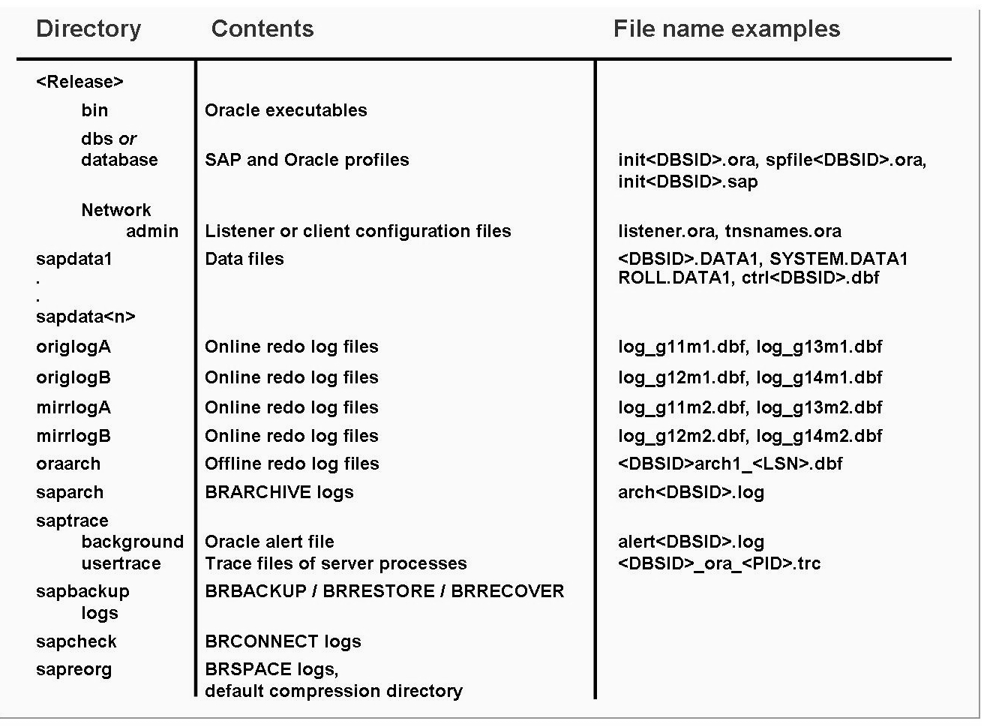 Directory Contents File name examples
<Release>
bin Oracle executables
dbs or
database SAP and Oracle profiles init<DBSID>.ora, spfile<DBSID>.ora,
init<DBSID>.sap
Network
admin Listener or client configuration files listener.ora, tnsnames.ora
sapdata1 Data files <DBSID>.DATA1, SYSTEM.DATA1
. ROLL.DATA1, ctrl<DBSID>.dbf
.
sapdata<n>
origlogA Online redo log files log_g11m1.dbf, log_g13m1.dbf
origlogB Online redo log files log_g12m1.dbf, log_g14m1.dbf
mirrlogA Online redo log files log_g11m2.dbf, log_g13m2.dbf
mirrlogB Online redo log files log_g12m2.dbf, log_g14m2.dbf
oraarch Offline redo log files <DBSID>arch1_<LSN>.dbf
saparch BRARCHIVE logs arch<DBSID>.log
saptrace
background Oracle alert file alert<DBSID>.log
usertrace Trace files of server processes <DBSID>_ora_<PID>.trc
sapbackup BRBACKUP / BRRESTORE / BRRECOVER
logs
sapcheck BRCONNECT logs
sapreorg BRSPACE logs,
default compression directory